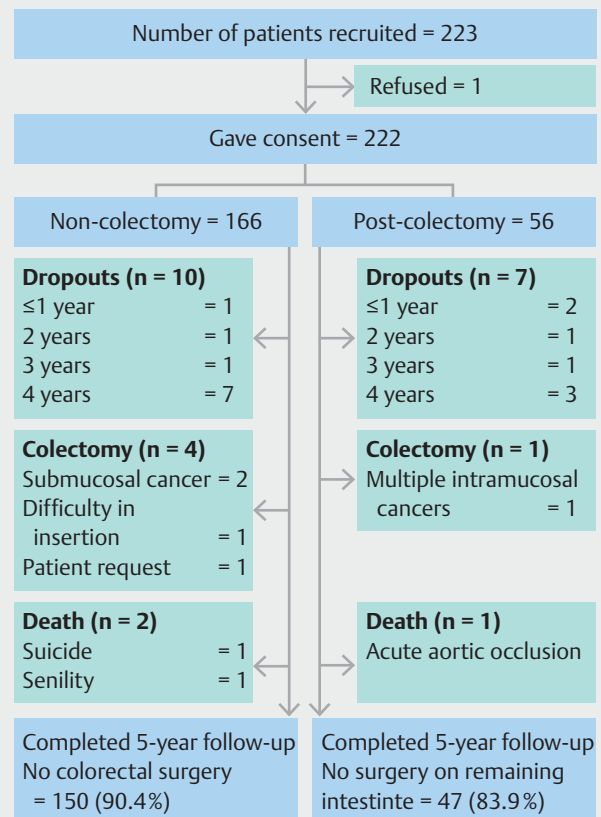 Number of patients recruited = 223
Refused = 1
Gave consent = 222
Non-colectomy = 166
Post-colectomy = 56
Dropouts (n = 10)
≤1 year = 1
2 years = 1
3 years = 1
4 years = 7
Dropouts (n = 7)
≤1 year = 2
2 years = 1
3 years = 1
4 years = 3
Colectomy (n = 4)
Submucosal cancer = 2
Difficulty in
insertion = 1
Patient request = 1
Colectomy (n = 1)
Multiple intramucosal
cancers = 1
Death (n = 2)
Suicide = 1
Senility = 1
Death (n = 1)
Acute aortic occlusion
Completed 5-year follow-up
No colorectal surgery
= 150 (90.4%)
Completed 5-year follow-up
No surgery on remaining
intestinte = 47 (83.9%)